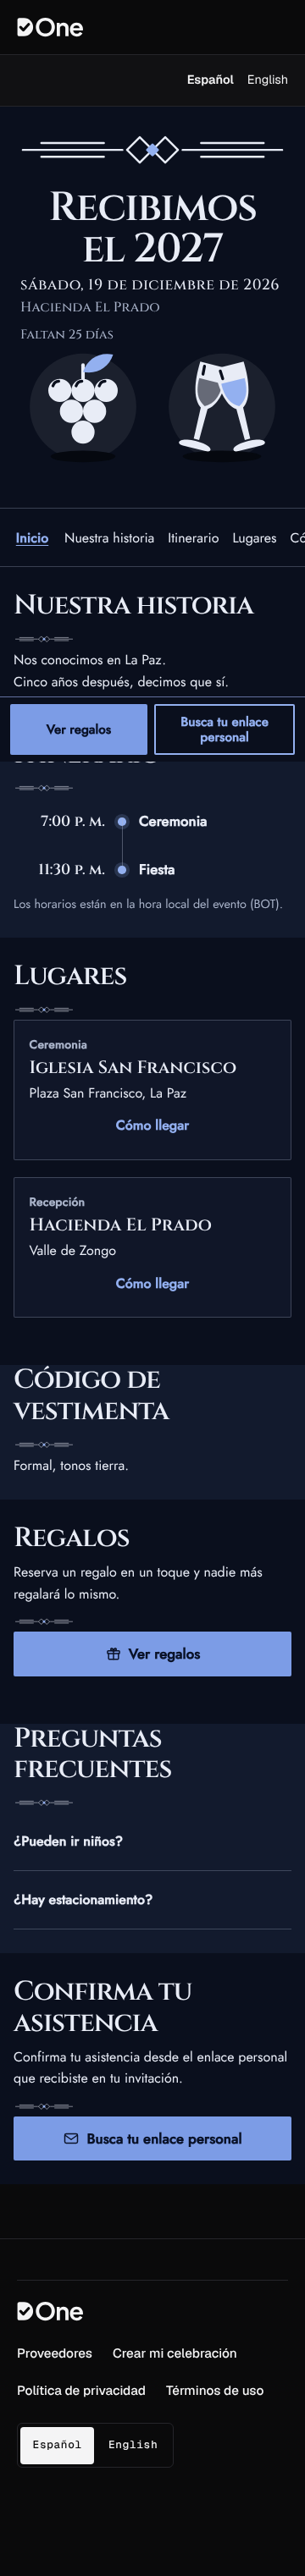 DOne
Español English
Recibimos
el 2027
sábado, 19 de diciembre de 2026
Hacienda El Prado
Faltan 25 días
Inicio Nuestra historia Itinerario Lugares
Nuestra historia
Nos conocimos en La Paz.
Cinco años después, decimos que sí.
Ver regalos
Busca tu enlace
personal
7:00 p. m. Ceremonia
11:30 p. m. Fiesta
Los horarios están en la hora local del evento (BOT).
Lugares
Ceremonia
Iglesia San Francisco
Plaza San Francisco, La Paz
Cómo llegar
Recepción
Hacienda El Prado
Valle de Zongo
Cómo llegar
Código de
vestimenta
Formal, tonos tierra.
Regalos
Reserva un regalo en un toque y nadie más
regalará lo mismo.
Ver regalos
Preguntas
frecuentes
¿Pueden ir niños?
¿Hay estacionamiento?
Confirma tu
asistencia
Confirma tu asistencia desde el enlace personal
que recibiste en tu invitación.
Busca tu enlace personal
DOne
Proveedores Crear mi celebración
Política de privacidad Términos de uso
Español English